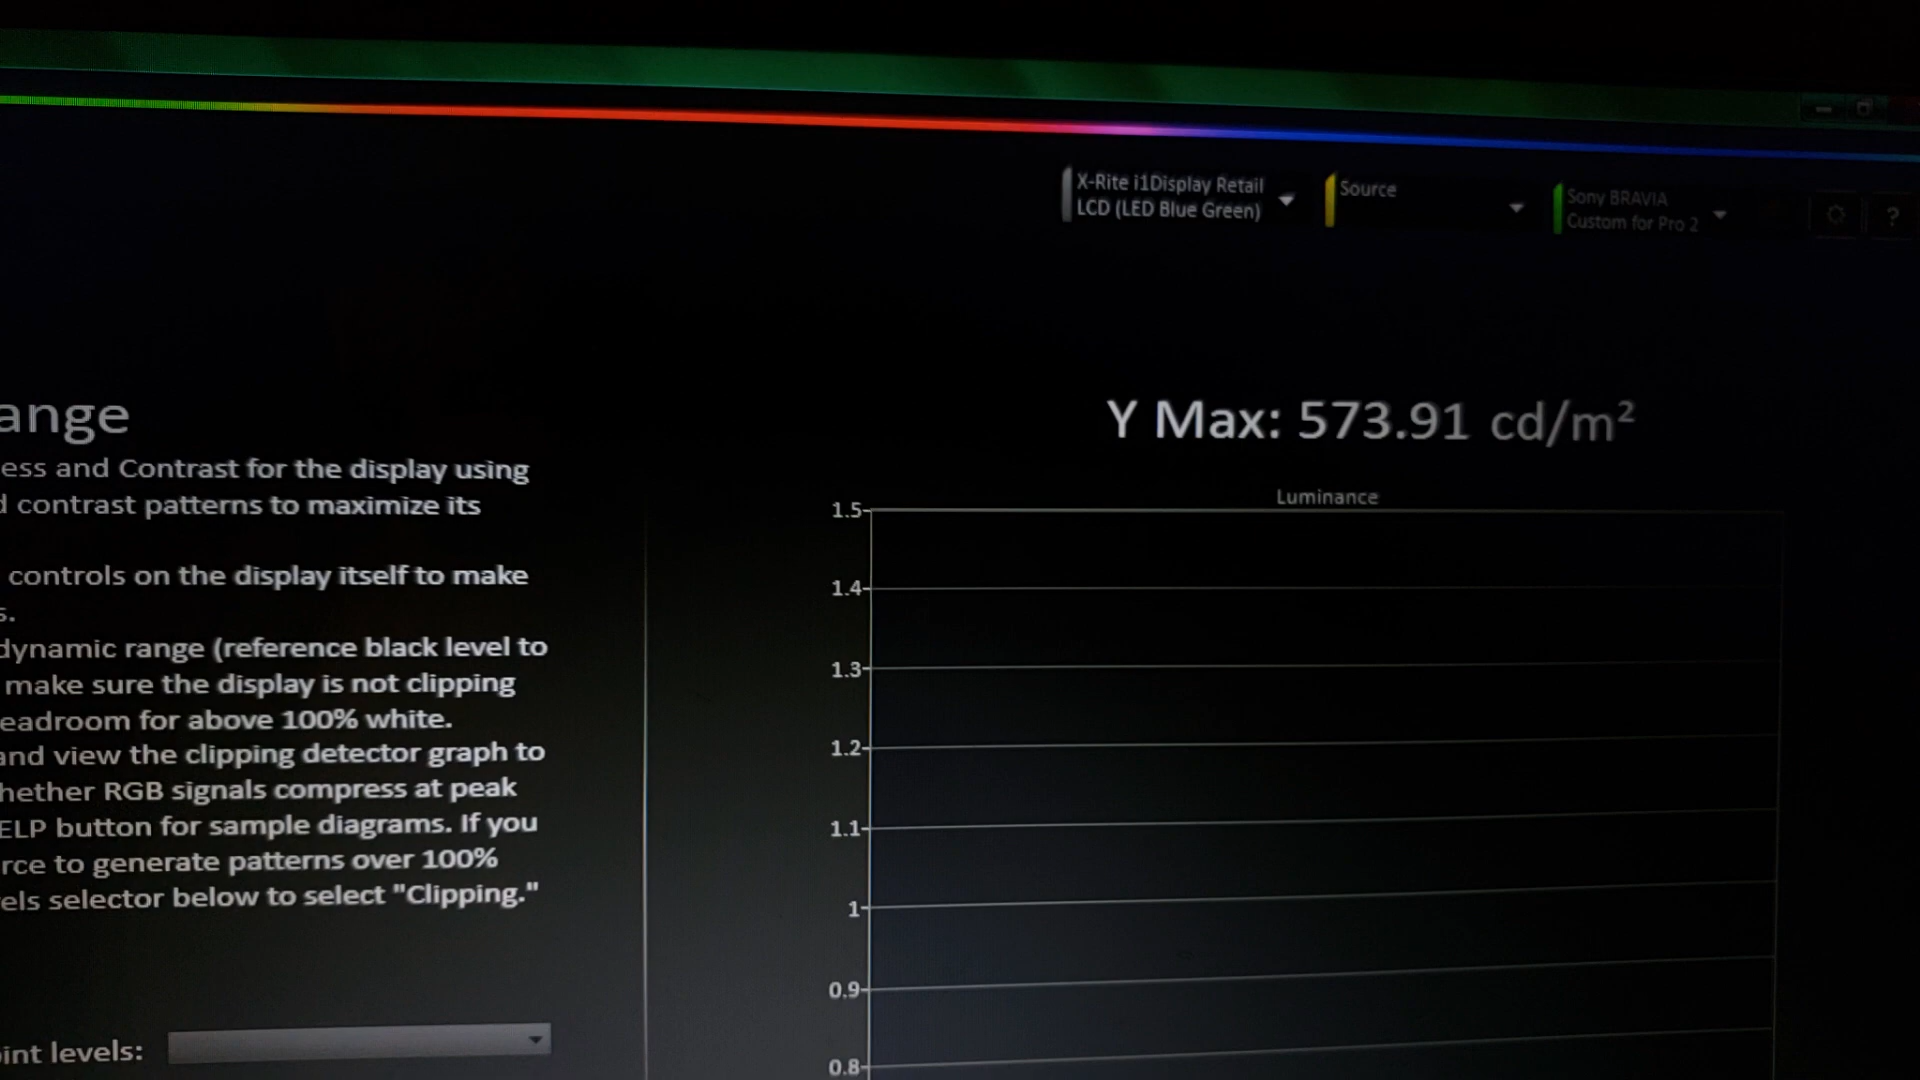 X-Rite i1Display Retail
LCD (LED Blue Green)
Source
Sony BRAVIA
Custom for Pro 2
?
ange
ess and Contrast for the display using
d contrast patterns to maximize its
controls on the display itself to make
s.
dynamic range (reference black level to
make sure the display is not clipping
eadroom for above 100% white.
and view the clipping detector graph to
hether RGB signals compress at peak
ELP button for sample diagrams. If you
rce to generate patterns over 100%
els selector below to select "Clipping."
int levels:
Y Max: 573.91 cd/m²
Luminance
1.5
1.4
1.3
1.2
1.1
1
0.9
0.8